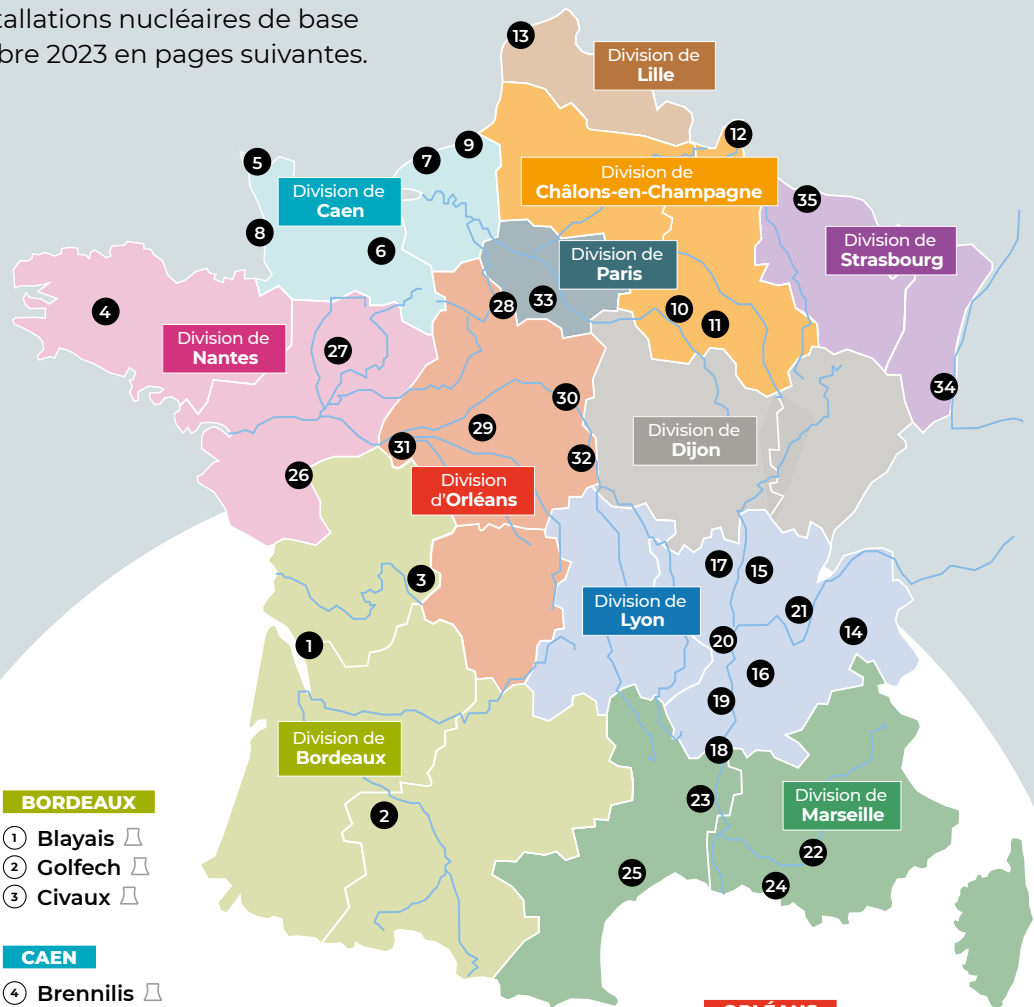 tallations nucléaires de base
bre 2023 en pages suivantes.
13
Division de
Lille
12
9
7
5
Division de
Châlons-en-Champagne
Division de
Caen
35
8
6
Division de
Strasbourg
Division de
Paris
28
33
10
11
4
Division de
Nantes
27
34
30
29
31
Division de
Dijon
32
26
Division
d'Orléans
17
15
3
Division de
Lyon
21
14
20
1
16
19
Division de
Bordeaux
18
23
Division de
Marseille
2
22
25
24
BORDEAUX
1 Blayais
2 Golfech
3 Civaux
CAEN
4 Brennilis
ORLÉANS